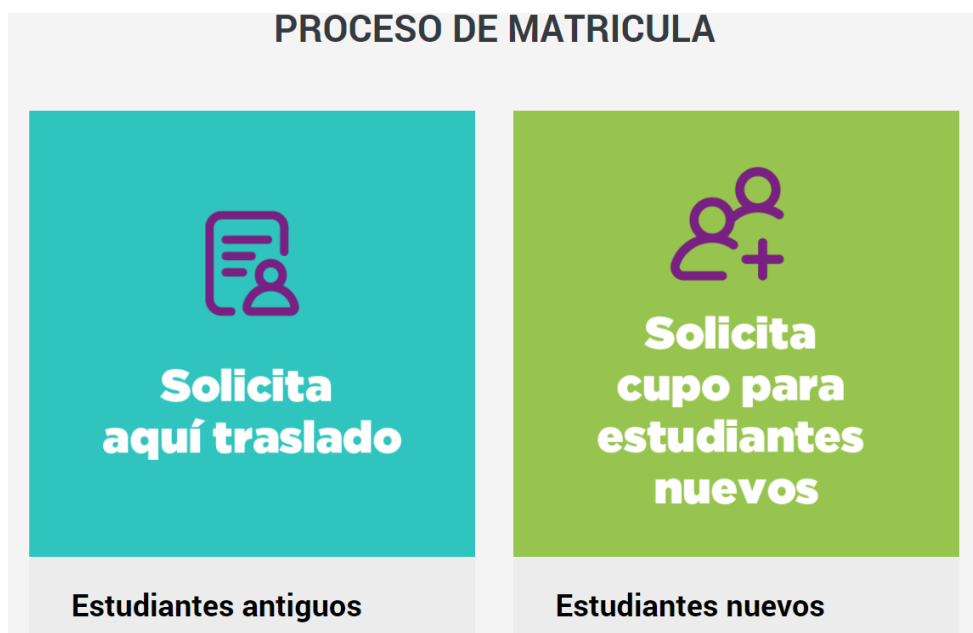 PROCESO DE MATRICULA
Solicita
aquí traslado
Estudiantes antiguos
Solicita
cupo para
estudiantes
nuevos
Estudiantes nuevos